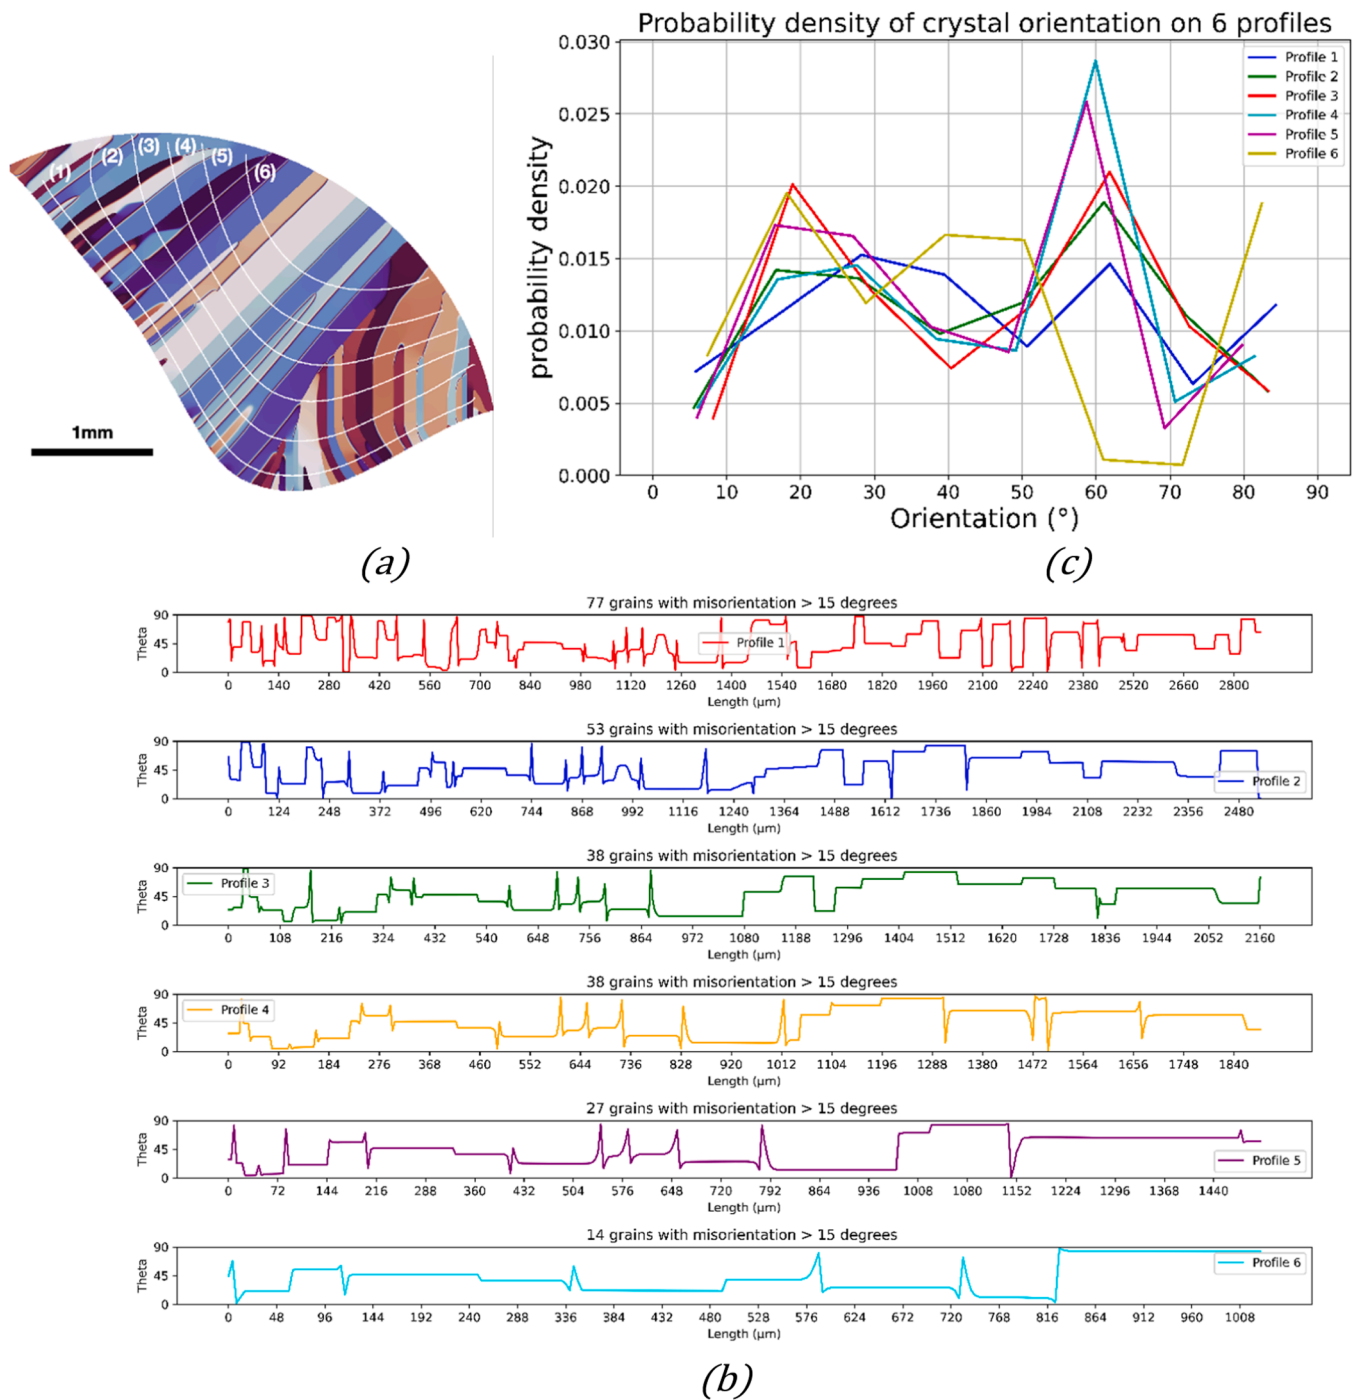 Probability density of crystal orientation on 6 profiles
(1) (2) (3) (4) (5) (6)
1mm
(a)
probability density
0.030
0.025
0.020
0.015
0.010
0.005
0.000
0 10 20 30 40 50 60 70 80 90
Orientation (°)
Profile 1
Profile 2
Profile 3
Profile 4
Profile 5
Profile 6
(c)
77 grains with misorientation > 15 degrees
Theta
90
45
0
Profile 1
0 140 280 420 560 700 840 980 1120 1260 1400 1540 1680 1820 1960 2100 2240 2380 2520 2660 2800
Length (μm)
53 grains with misorientation > 15 degrees
Theta
90
45
0
Profile 2
0 124 248 372 496 620 744 868 992 1116 1240 1364 1488 1612 1736 1860 1984 2108 2232 2356 2480
Length (μm)
38 grains with misorientation > 15 degrees
Theta
90
45
0
Profile 3
0 108 216 324 432 540 648 756 864 972 1080 1188 1296 1404 1512 1620 1728 1836 1944 2052 2160
Length (μm)
38 grains with misorientation > 15 degrees
Theta
90
45
0
Profile 4
0 92 184 276 368 460 552 644 736 828 920 1012 1104 1196 1288 1380 1472 1564 1656 1748 1840
Length (μm)
27 grains with misorientation > 15 degrees
Theta
90
45
0
Profile 5
0 72 144 216 288 360 432 504 576 648 720 792 864 936 1008 1080 1152 1224 1296 1368 1440
Length (μm)
14 grains with misorientation > 15 degrees
Theta
90
45
0
Profile 6
0 48 96 144 192 240 288 336 384 432 480 528 576 624 672 720 768 816 864 912 960 1008
Length (μm)
(b)